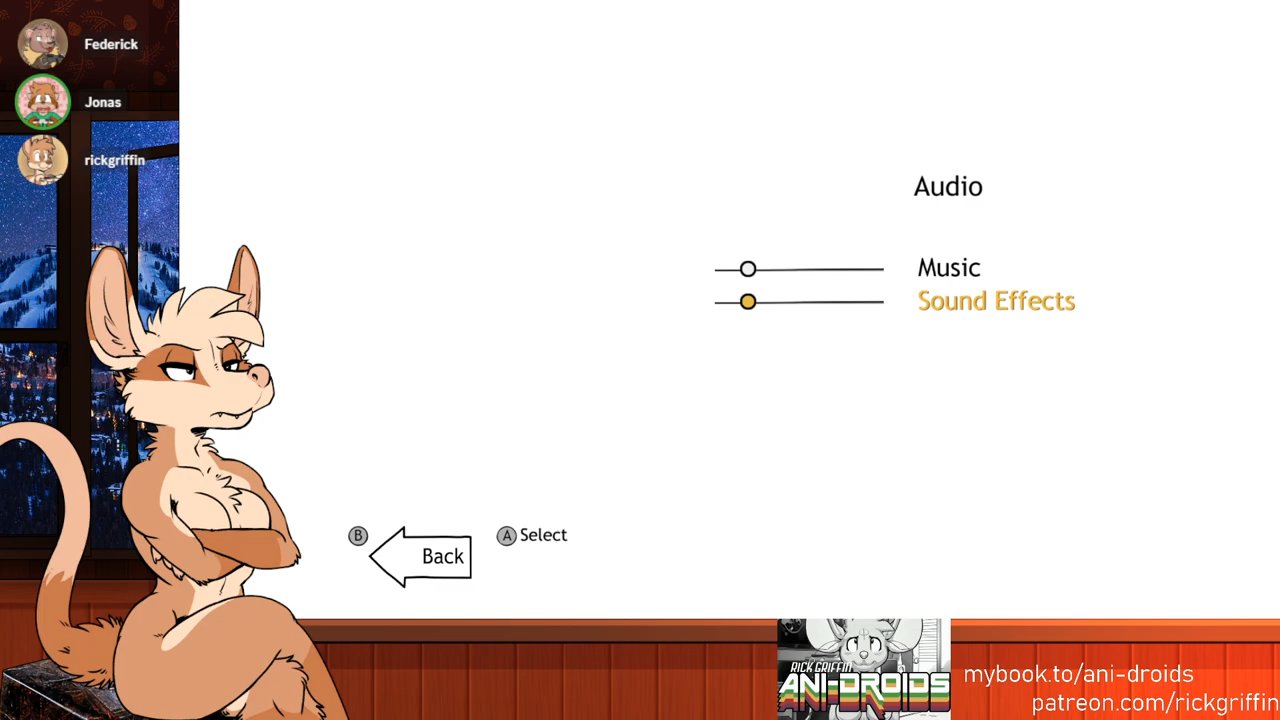 Federick
Jonas
rickgriffin
Audio
Music
Sound Effects
B
Back
A Select
RICK GRIFFIN
ANI-DROIDS
mybook.to/ani-droids
patreon.com/rickgriffin